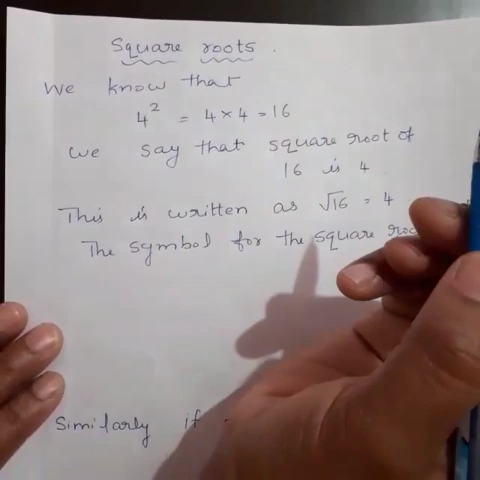 Square roots.
We know that
4² = 4 × 4 = 16
We say that square root of
16 is 4
This is written as √16 = 4
The symbol for the square
Similarly if